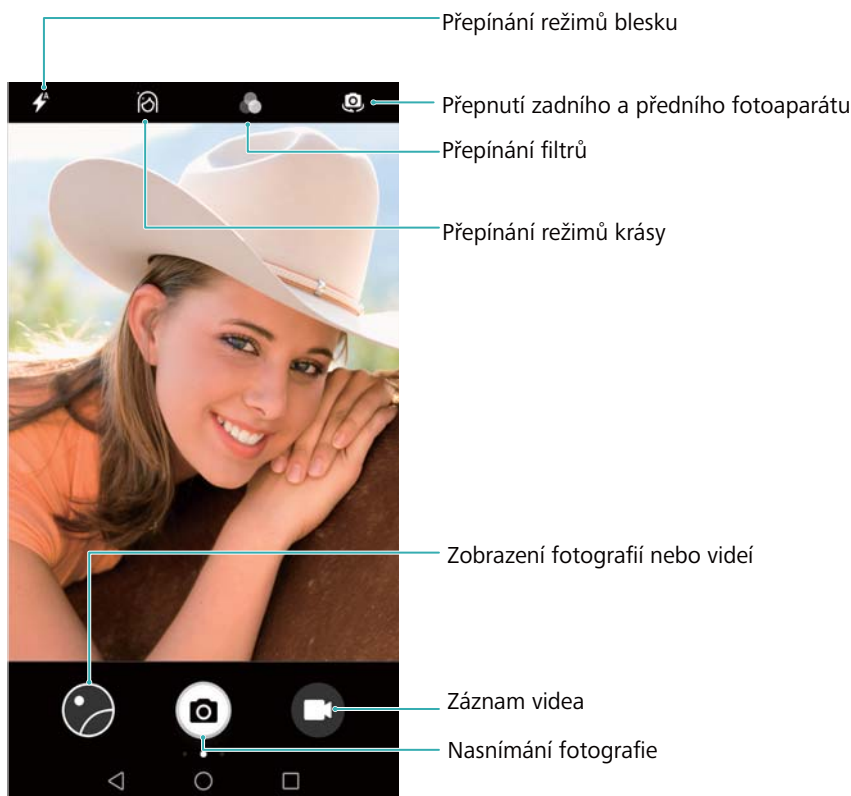 Přepínání režimů blesku
Přepnutí zadního a předního fotoaparátu
Přepínání filtrů
Přepínání režimů krásy
Zobrazení fotografií nebo videí
Záznam videa
Nasnímání fotografie